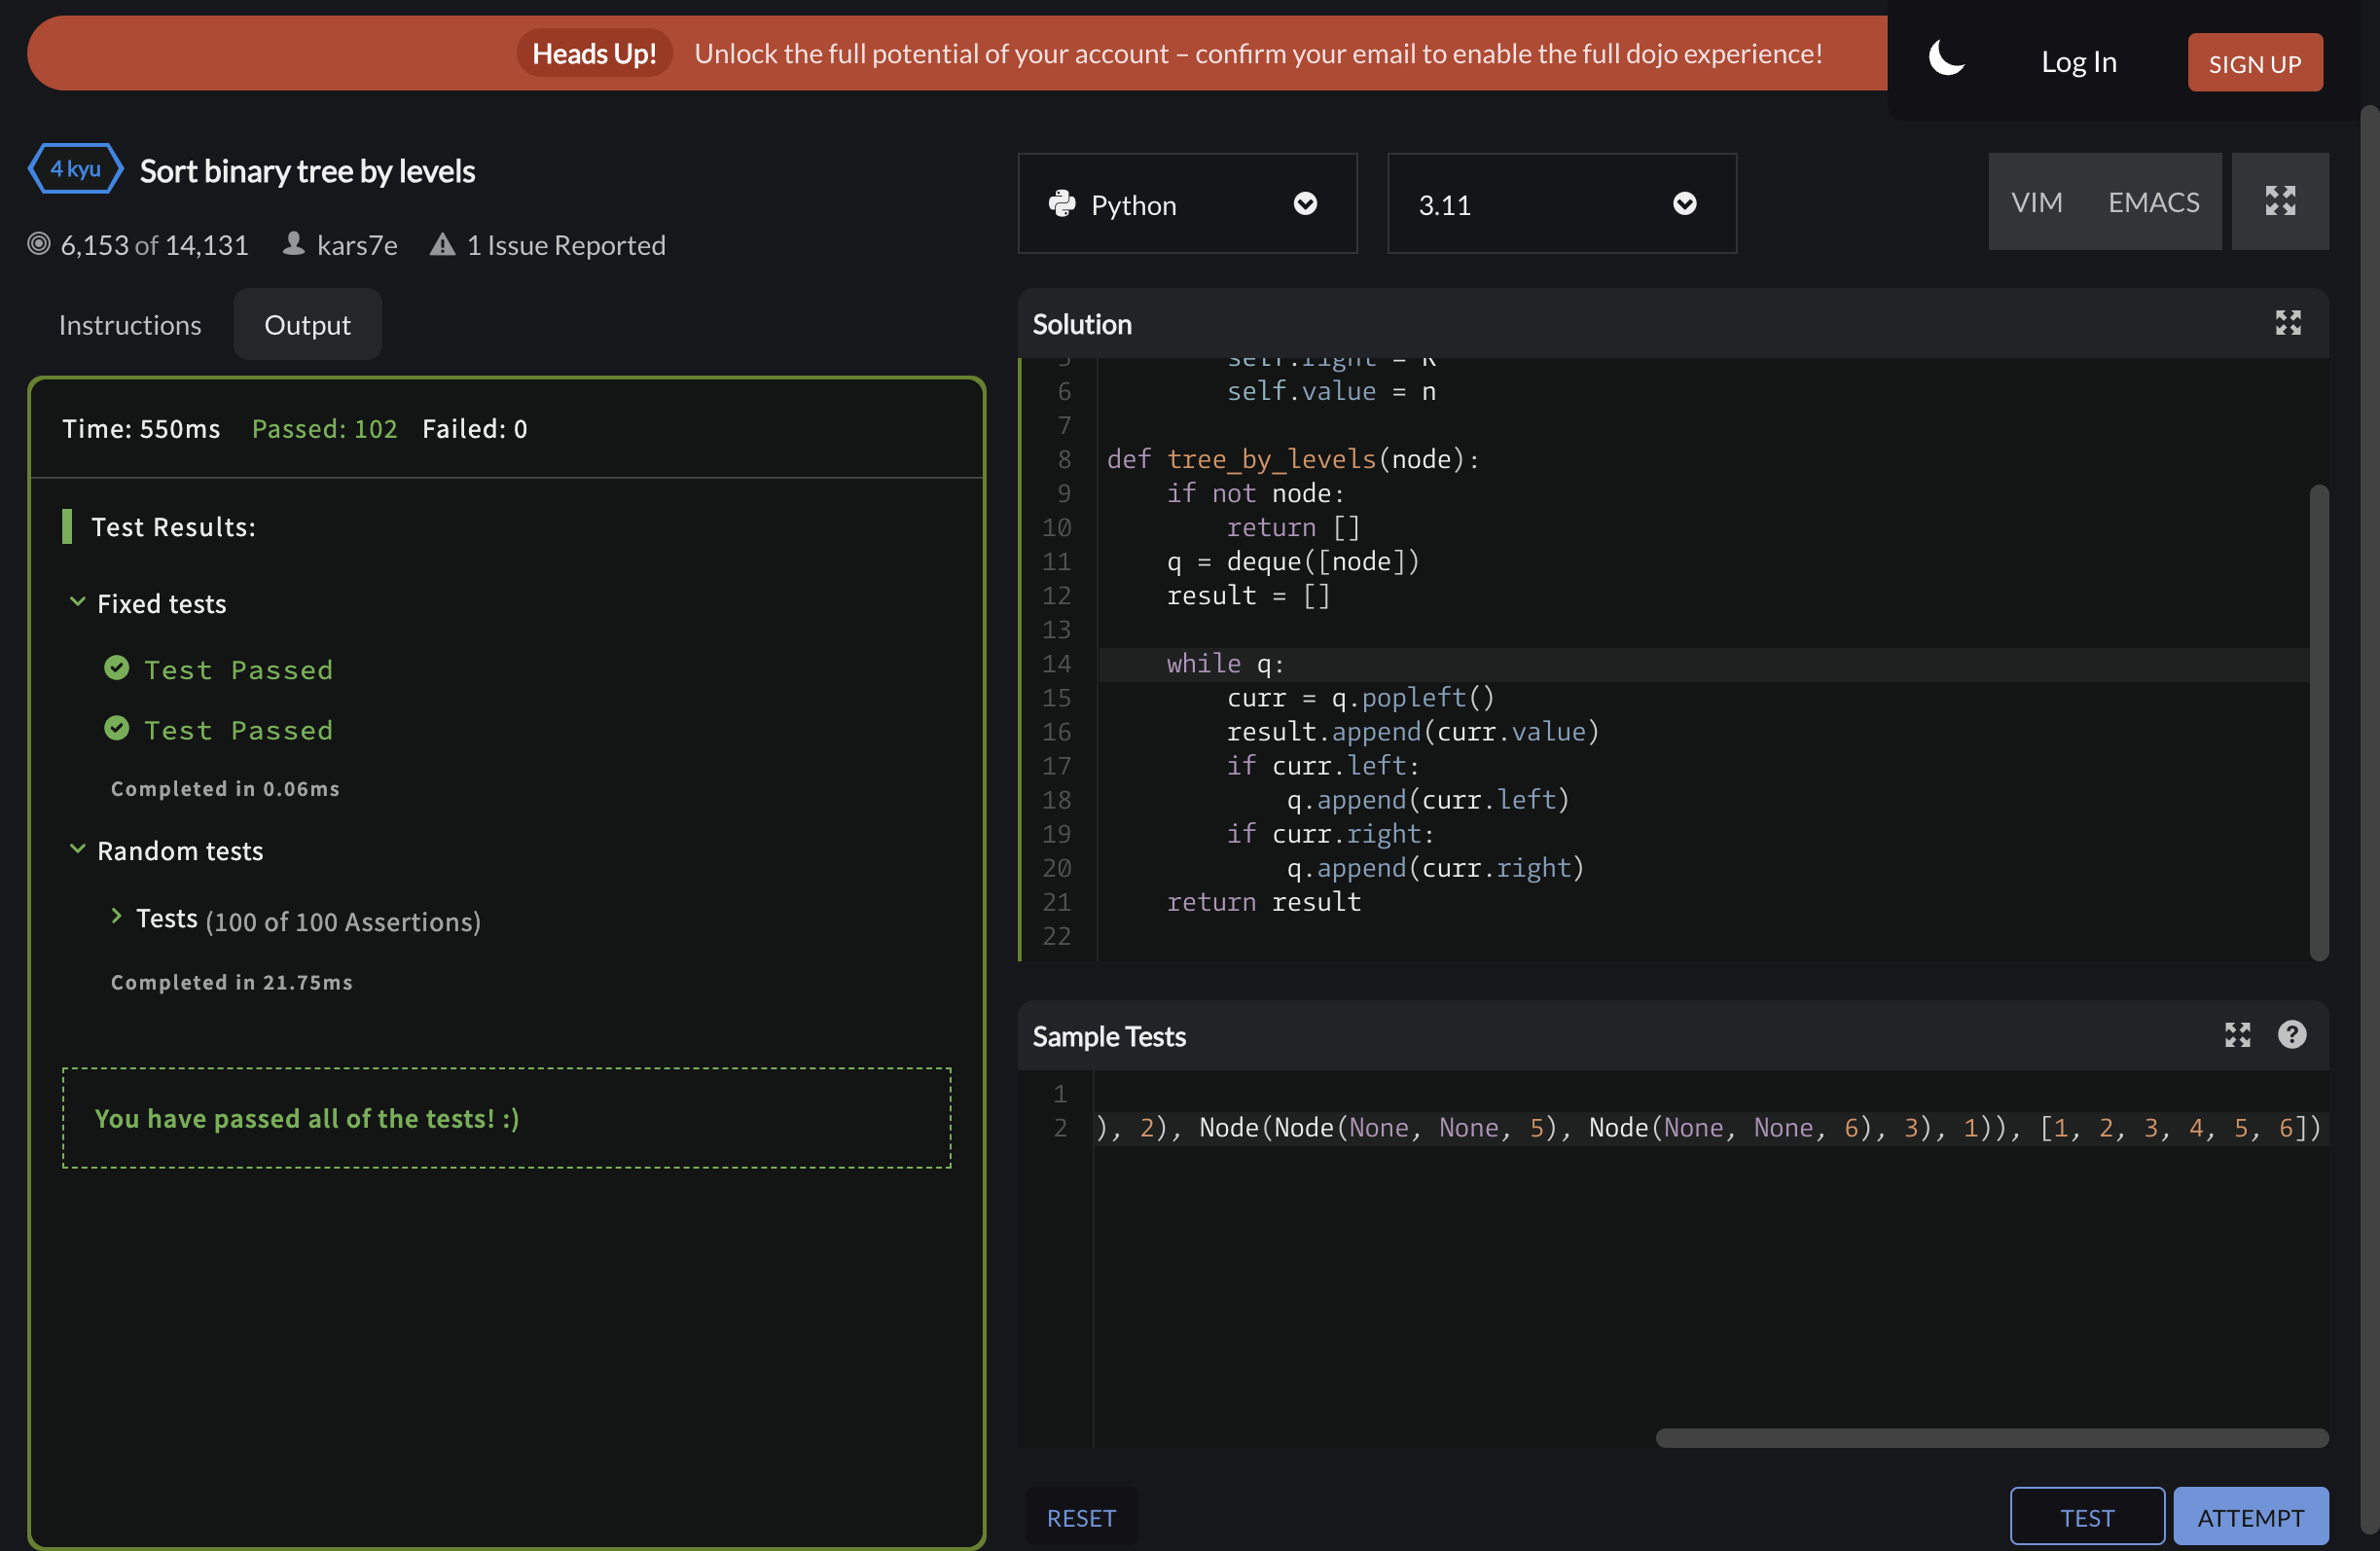 Heads Up! Unlock the full potential of your account – confirm your email to enable the full dojo experience!
Log In
SIGN UP
4 kyu
Sort binary tree by levels
6,153 of 14,131 kars7e 1 Issue Reported
Instructions
Output
Time: 550ms Passed: 102 Failed: 0
Test Results:
Fixed tests
Test Passed
Test Passed
Completed in 0.06ms
Random tests
Tests (100 of 100 Assertions)
Completed in 21.75ms
You have passed all of the tests! :)
Python
3.11
VIM
EMACS
Solution
5         self.right = R
6         self.value = n
7
8 def tree_by_levels(node):
9     if not node:
10         return []
11     q = deque([node])
12     result = []
13
14     while q:
15         curr = q.popleft()
16         result.append(curr.value)
17         if curr.left:
18             q.append(curr.left)
19         if curr.right:
20             q.append(curr.right)
21     return result
22
Sample Tests
1
2 ), 2), Node(Node(None, None, 5), Node(None, None, 6), 3), 1)), [1, 2, 3, 4, 5, 6])
RESET
TEST
ATTEMPT